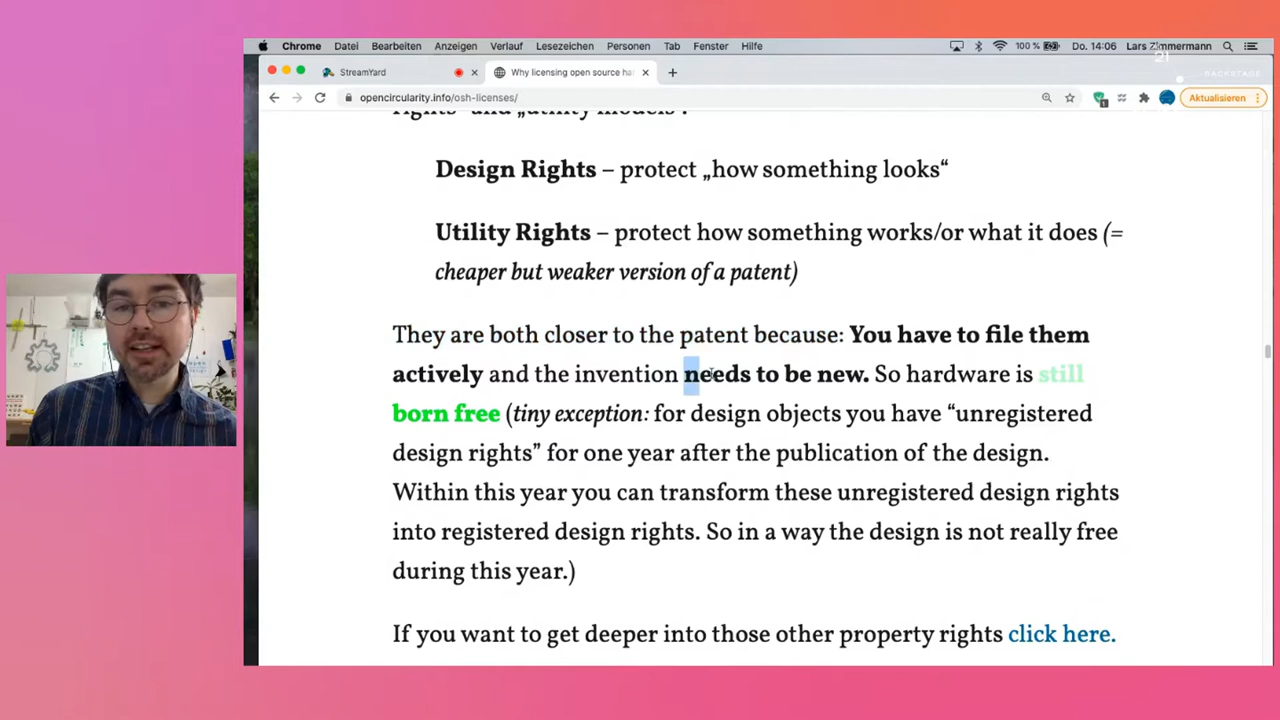 Chrome Datei Bearbeiten Anzeigen Verlauf Lesezeichen Personen Tab Fenster Hilfe 100 % Do. 14:06 Lars Zimmermann
21
StreamYard Why licensing open source ha BACKSTAGE
opencircularity.info/osh-licenses/ Aktualisieren
rights“ and „utility models“.
Design Rights – protect „how something looks“
Utility Rights – protect how something works/or what it does (=
cheaper but weaker version of a patent)
They are both closer to the patent because: You have to file them
actively and the invention needs to be new. So hardware is still
born free (tiny exception: for design objects you have “unregistered
design rights” for one year after the publication of the design.
Within this year you can transform these unregistered design rights
into registered design rights. So in a way the design is not really free
during this year.)
If you want to get deeper into those other property rights click here.